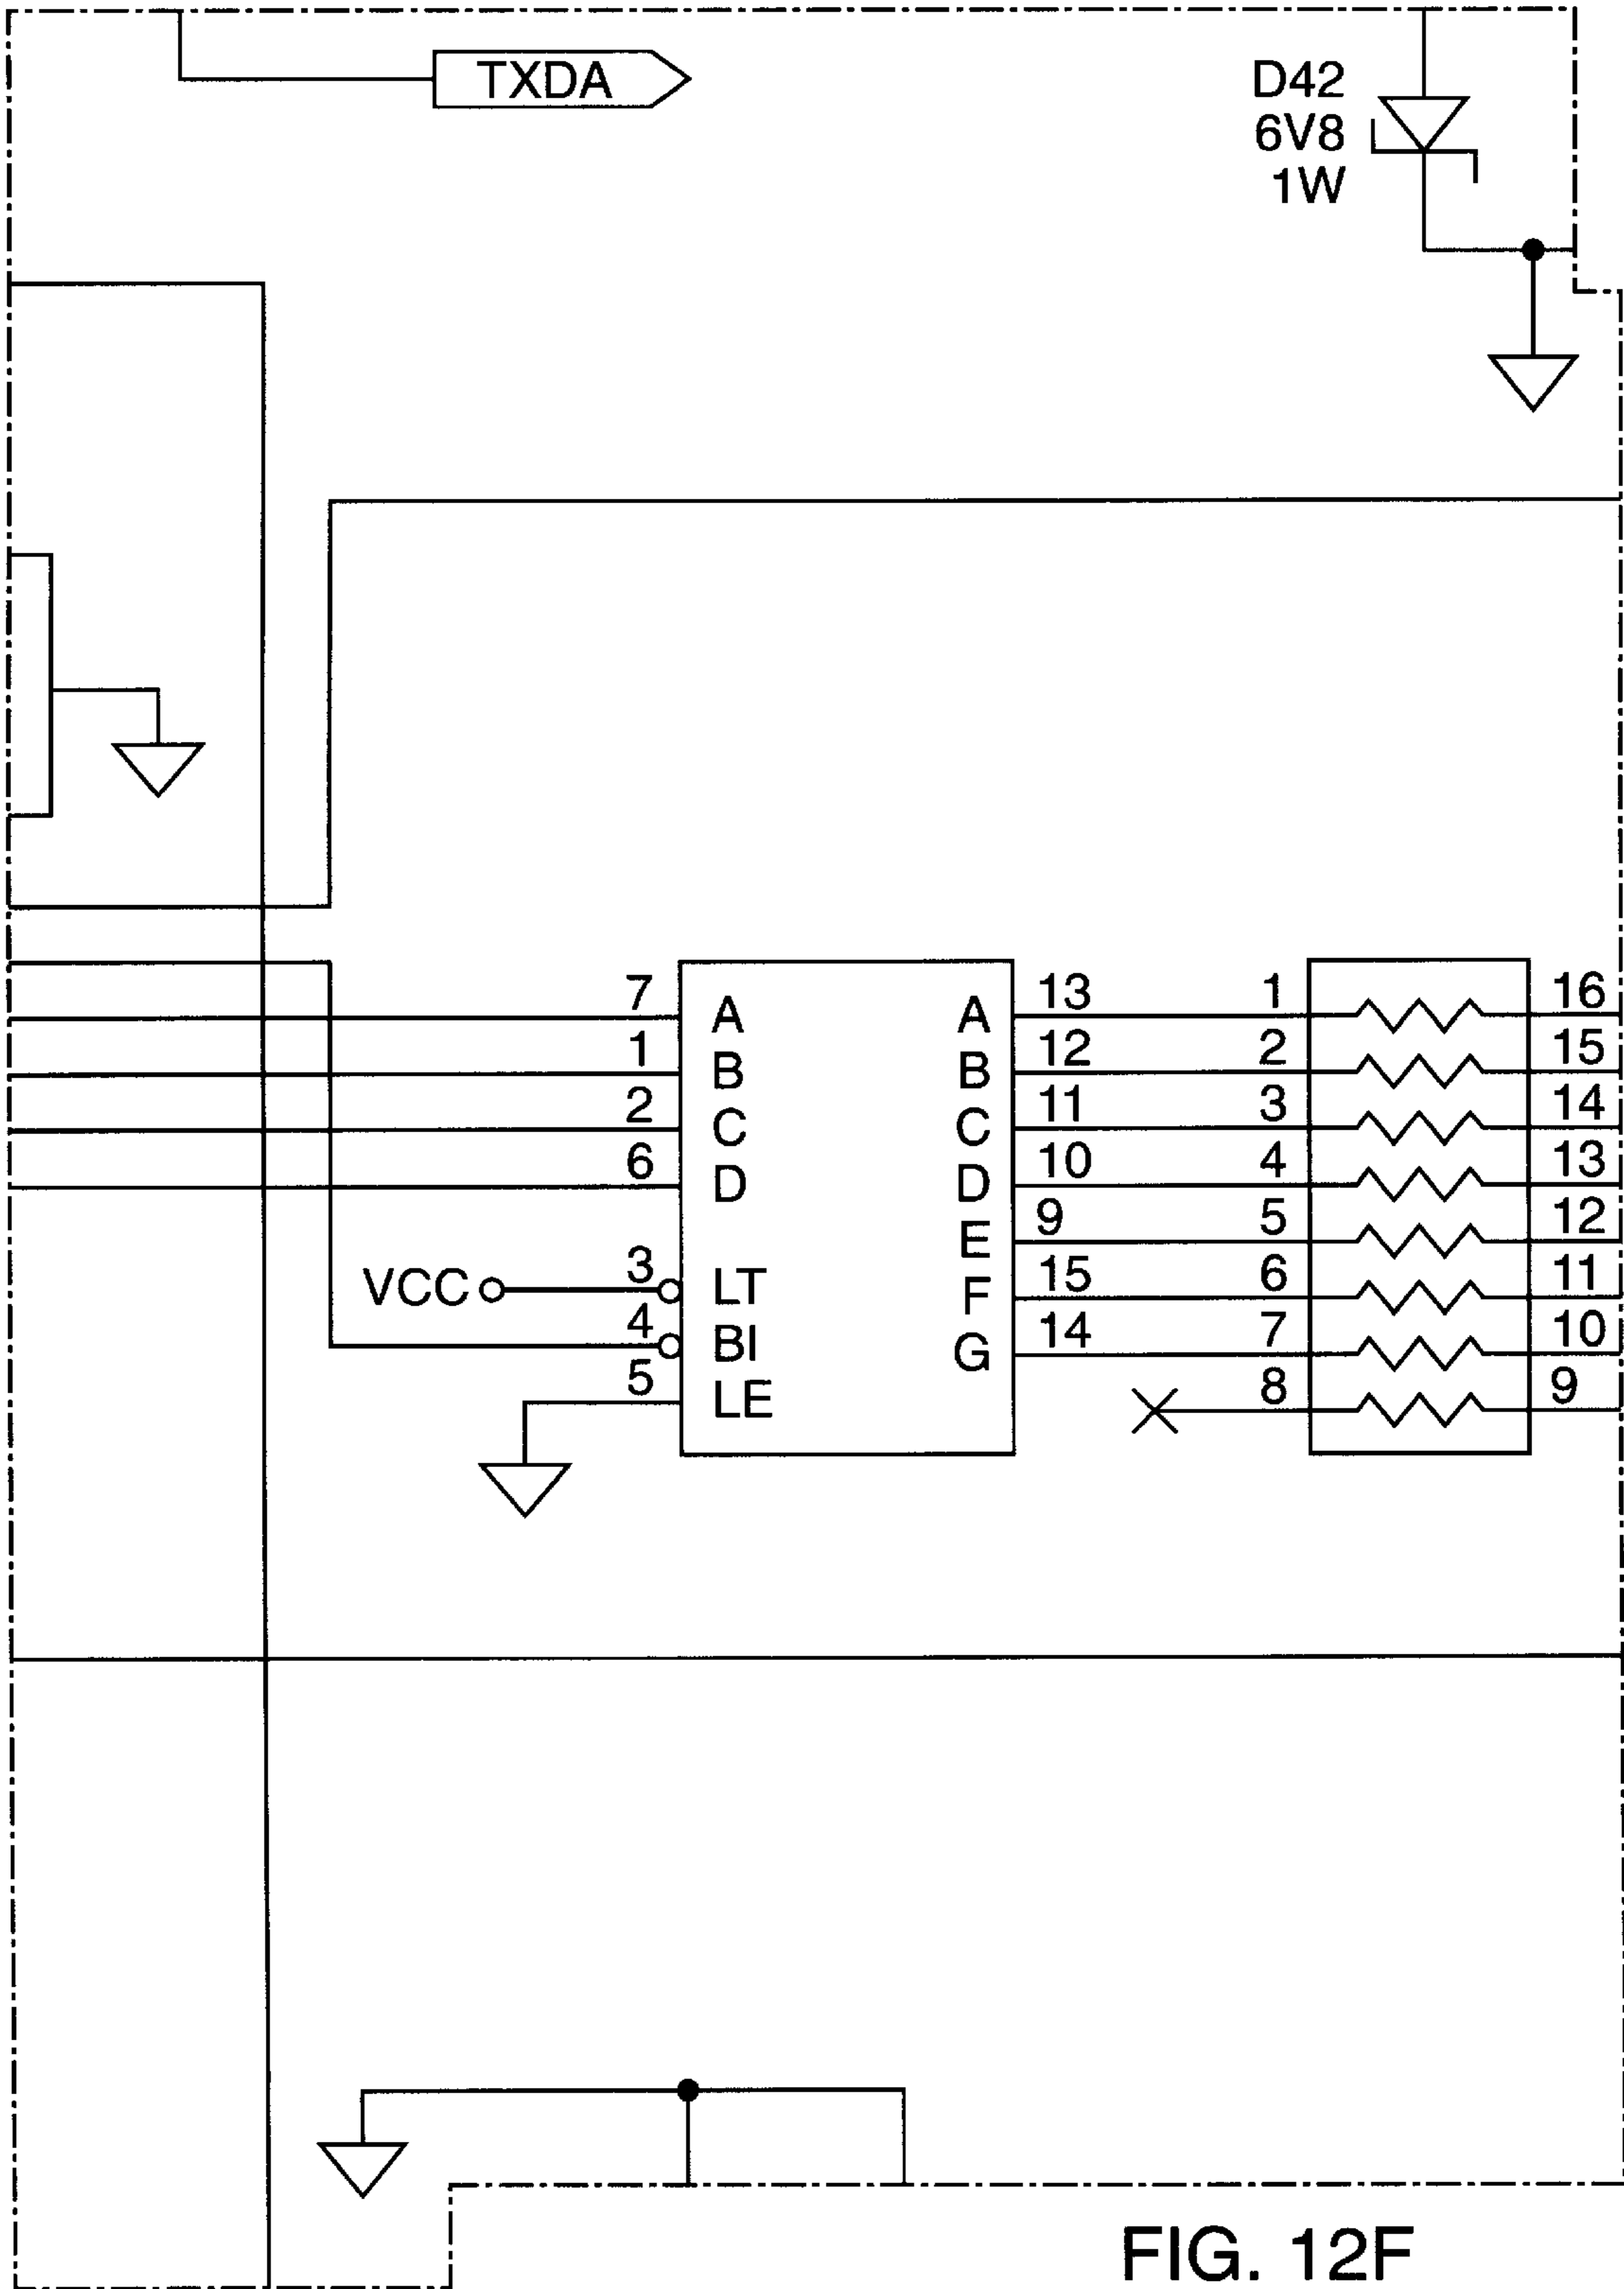 TXDA
D42
6V8
1W
7 A A 13 1 16
1 B B 12 2 15
2 C C 11 3 14
6 D D 10 4 13
E 9 5 12
VCC 3 LT F 15 6 11
4 BI G 14 7 10
5 LE 8 9
FIG. 12F